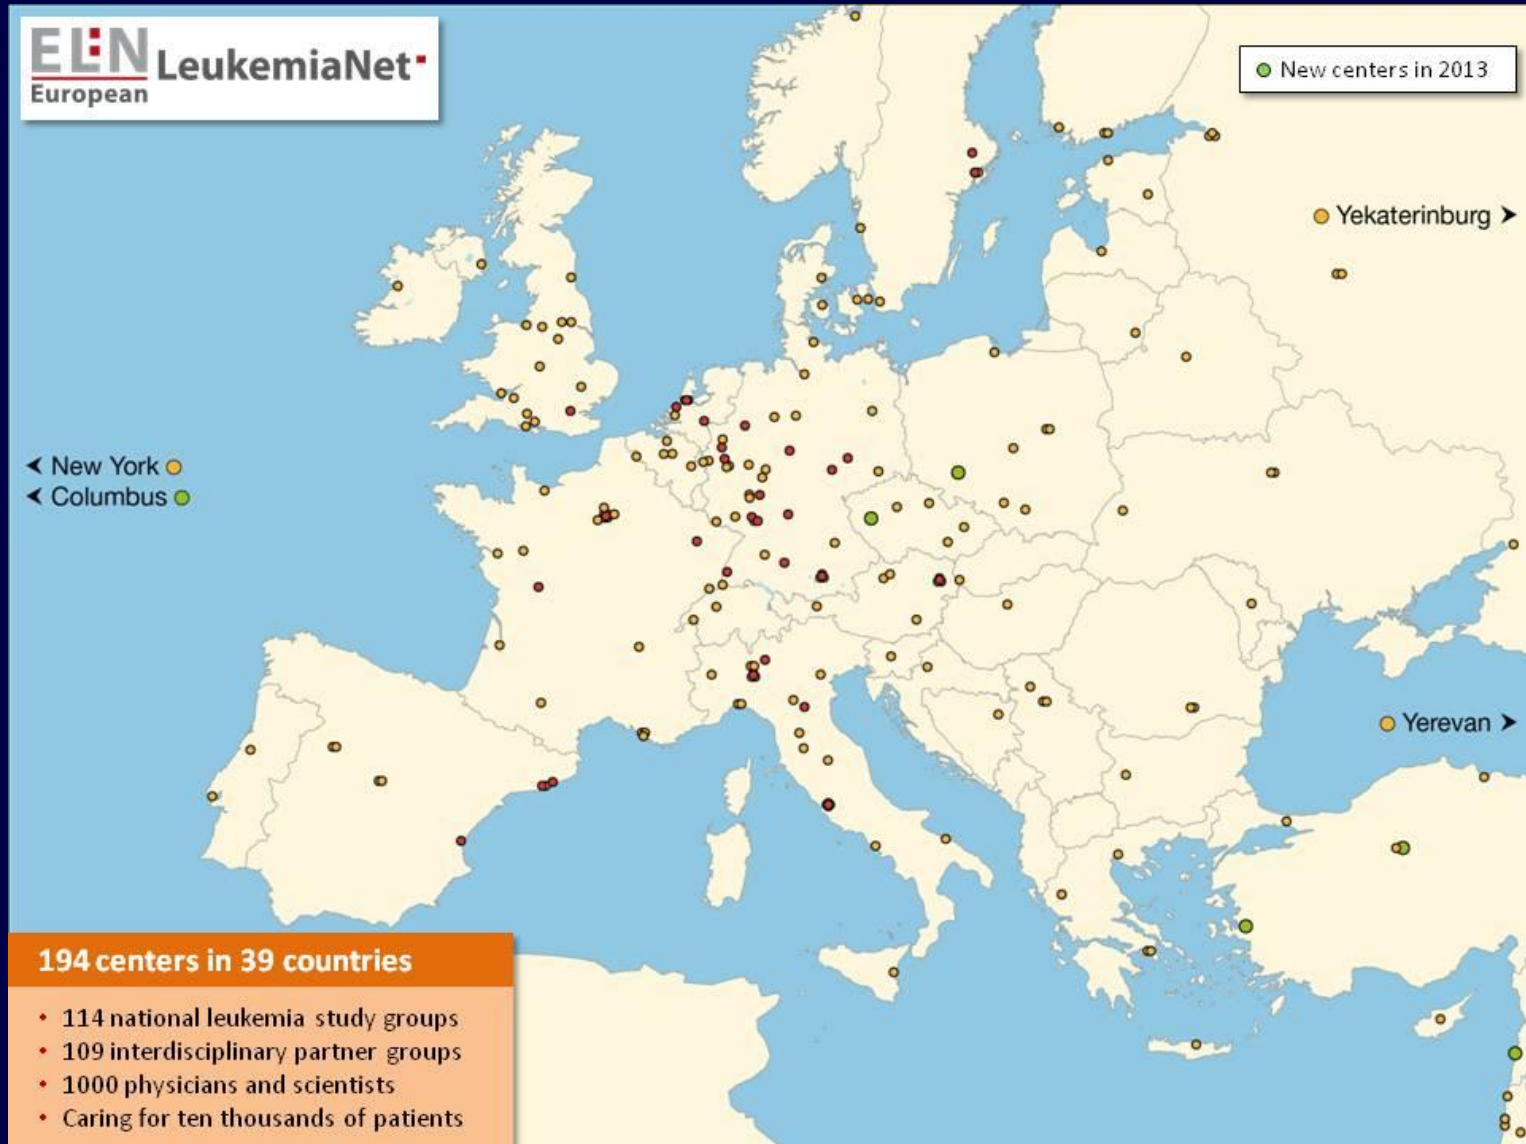 ELN
European
LeukemiaNet
New centers in 2013
Yekaterinburg
New York
Columbus
Yerevan
194 centers in 39 countries
• 114 national leukemia study groups
• 109 interdisciplinary partner groups
• 1000 physicians and scientists
• Caring for ten thousands of patients